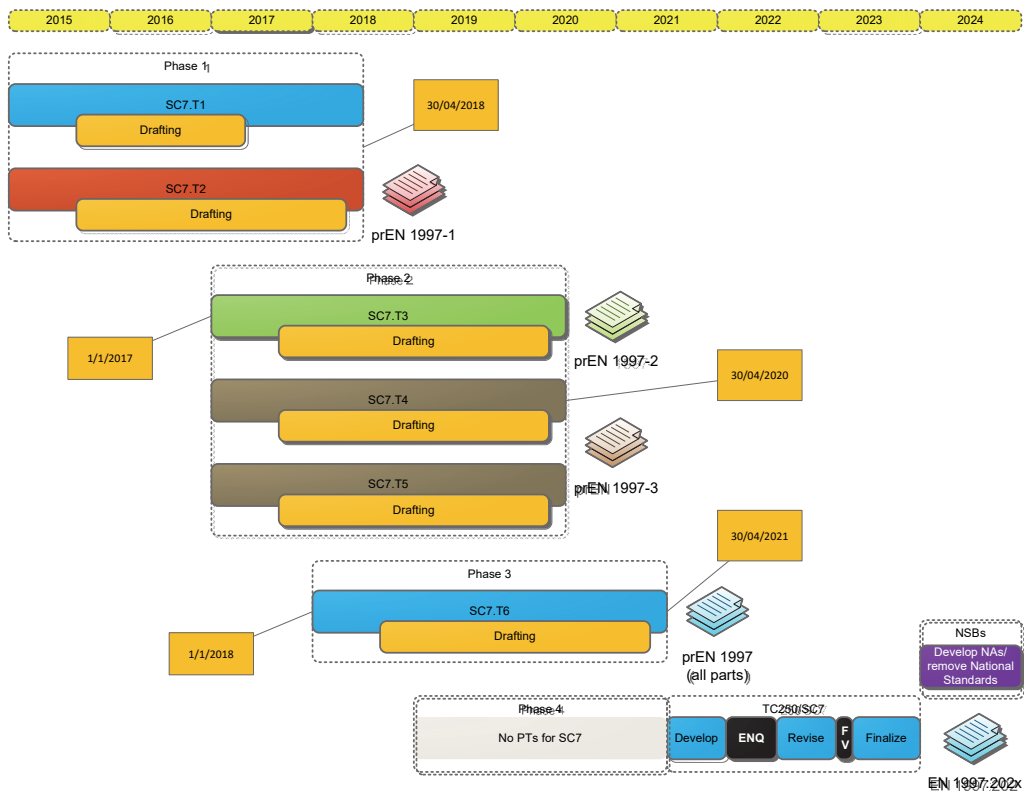 2015 2016 2017 2018 2019 2020 2021 2022 2023 2024
Phase 1
SC7.T1
Drafting
30/04/2018
SC7.T2
Drafting
prEN 1997-1
Phase 2
SC7.T3
Drafting
1/1/2017
prEN 1997-2
30/04/2020
SC7.T4
Drafting
SC7.T5
Drafting
prEN 1997-3
30/04/2021
Phase 3
SC7.T6
Drafting
1/1/2018
prEN 1997
(all parts)
NSBs
Develop NAs/
remove National
Standards
Phase 4
No PTs for SC7
TC250/SC7
Develop ENQ Revise
F
V
Finalize
EN 1997:202x